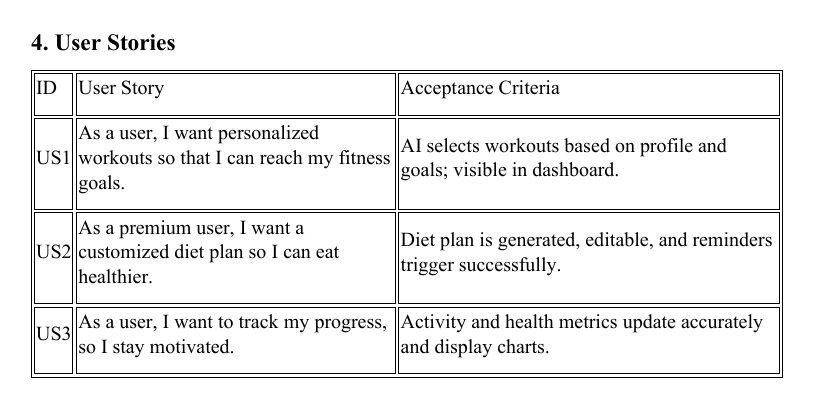 4. User Stories
ID User Story Acceptance Criteria
US1 As a user, I want personalized
workouts so that I can reach my fitness
goals.
AI selects workouts based on profile and
goals; visible in dashboard.
US2 As a premium user, I want a
customized diet plan so I can eat
healthier.
Diet plan is generated, editable, and reminders
trigger successfully.
US3 As a user, I want to track my progress,
so I stay motivated.
Activity and health metrics update accurately
and display charts.